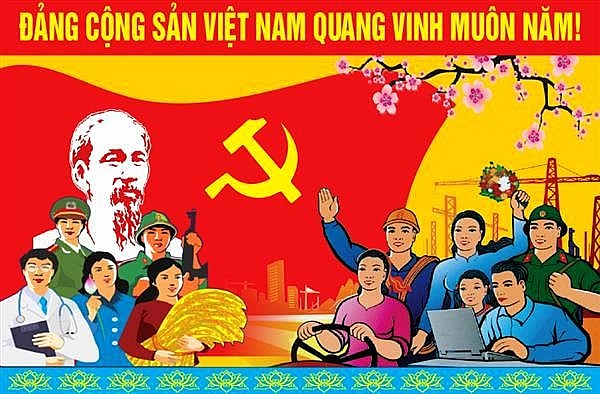 ĐẢNG CỘNG SẢN VIỆT NAM QUANG VINH MUÔN NĂM!